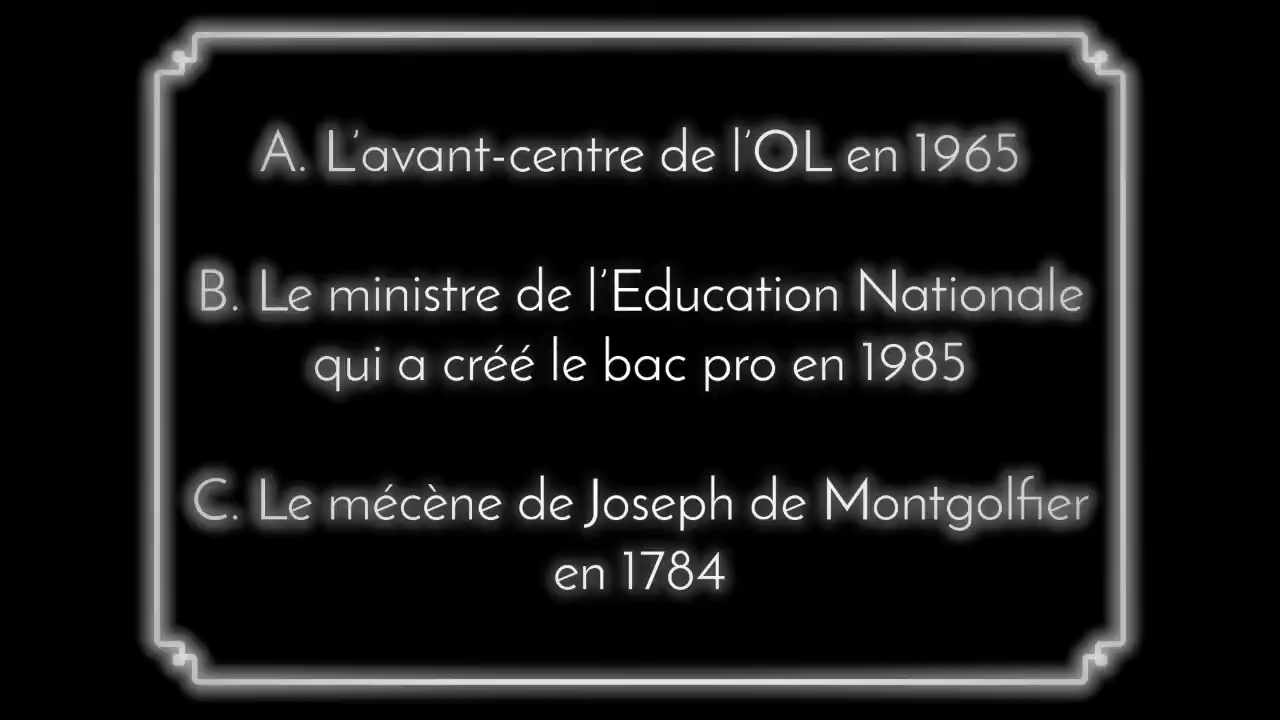 A. L'avant-centre de l'OL en 1965
B. Le ministre de l'Education Nationale
qui a créé le bac pro en 1985
C. Le mécène de Joseph de Montgolfier
en 1784